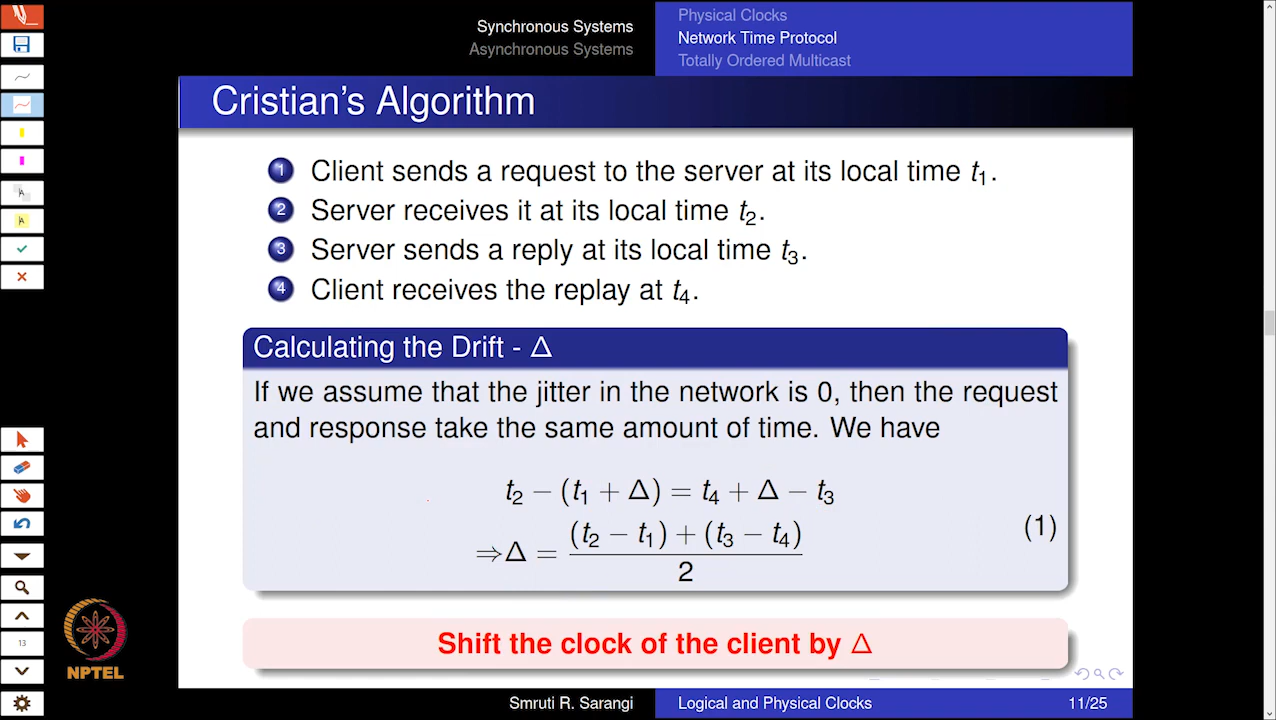 Synchronous Systems
Asynchronous Systems
Physical Clocks
Network Time Protocol
Totally Ordered Multicast
Cristian's Algorithm
1 Client sends a request to the server at its local time t₁.
2 Server receives it at its local time t₂.
3 Server sends a reply at its local time t₃.
4 Client receives the replay at t₄.
Calculating the Drift - Δ
If we assume that the jitter in the network is 0, then the request
and response take the same amount of time. We have
t₂ − (t₁ + Δ) = t₄ + Δ − t₃
⇒Δ = (t₂ − t₁) + (t₃ − t₄) / 2
(1)
Shift the clock of the client by Δ
13
NPTEL
Smruti R. Sarangi
Logical and Physical Clocks
11/25